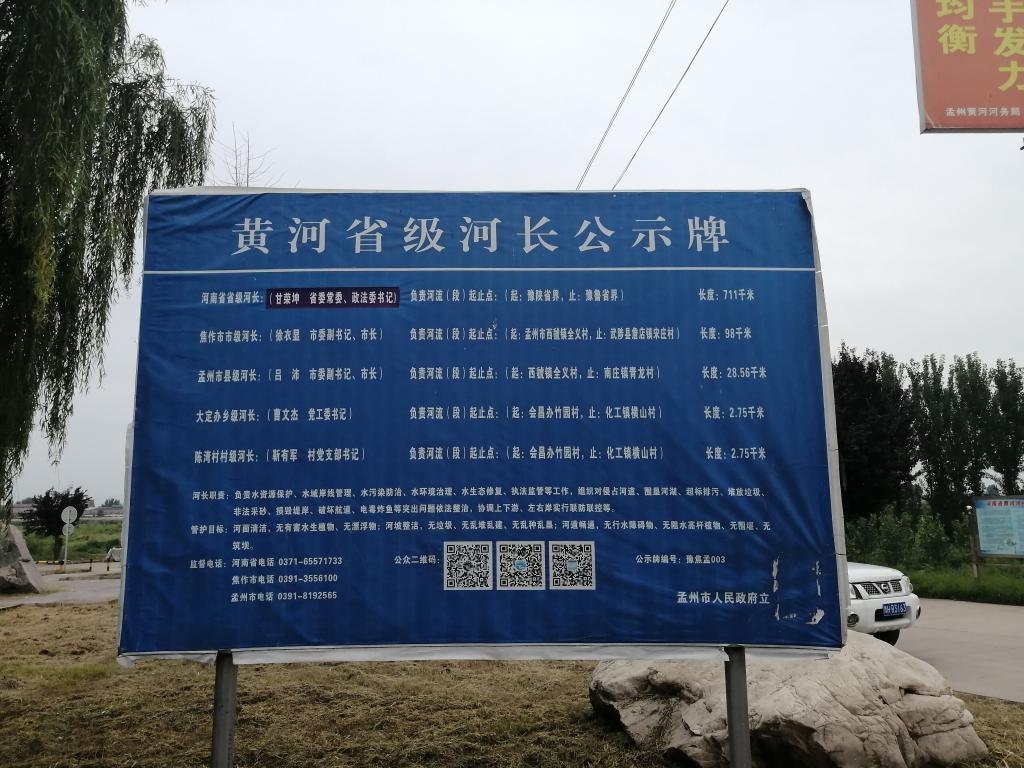 均衡
手发力
孟州黄河河务局
黄河省级河长公示牌
河南省省级河长:(甘荣坤 省委常委、政法委书记) 负责河流(段)起止点:(起:豫陕省界,止:豫鲁省界) 长度:711千米
焦作市市级河长:(徐衣显 市委副书记、市长) 负责河流(段)起止点:(起:孟州市西虢镇全义村,止:武陟县詹店镇宋庄村) 长度:98千米
孟州市县级河长:(吕 沛 市委副书记、市长) 负责河流(段)起止点:(起:西虢镇全义村,止:南庄镇青龙村) 长度:28.56千米
大定办乡级河长:(曹文杰 党工委书记) 负责河流(段)起止点:(起:会昌办竹园村,止:化工镇横山村) 长度:2.75千米
陈湾村村级河长:(靳有军 村党支部书记) 负责河流(段)起止点:(起:会昌办竹园村,止:化工镇横山村) 长度:2.75千米
河长职责:负责水资源保护、水域岸线管理、水污染防治、水环境治理、水生态修复、执法监管等工作,组织对侵占河道、围垦河湖、超标排污、堆放垃圾、
非法采砂、损毁堤岸、破坏航道、电毒炸鱼等突出问题依法整治,协调上下游、左右岸实行联防联控等。
管护目标:河面清洁,无有害水生植物、无漂浮物;河坡整洁,无垃圾、无乱堆乱建、无乱种乱垦;河道畅通,无行水障碍物、无阻水高杆植物、无围堰、无
筑坝.
监督电话:河南省电话 0371-65571733 公众二维码: 公示牌编号:豫焦孟003
焦作市电话 0391-3556100
孟州市电话 0391-8192565
孟州市人民政府立